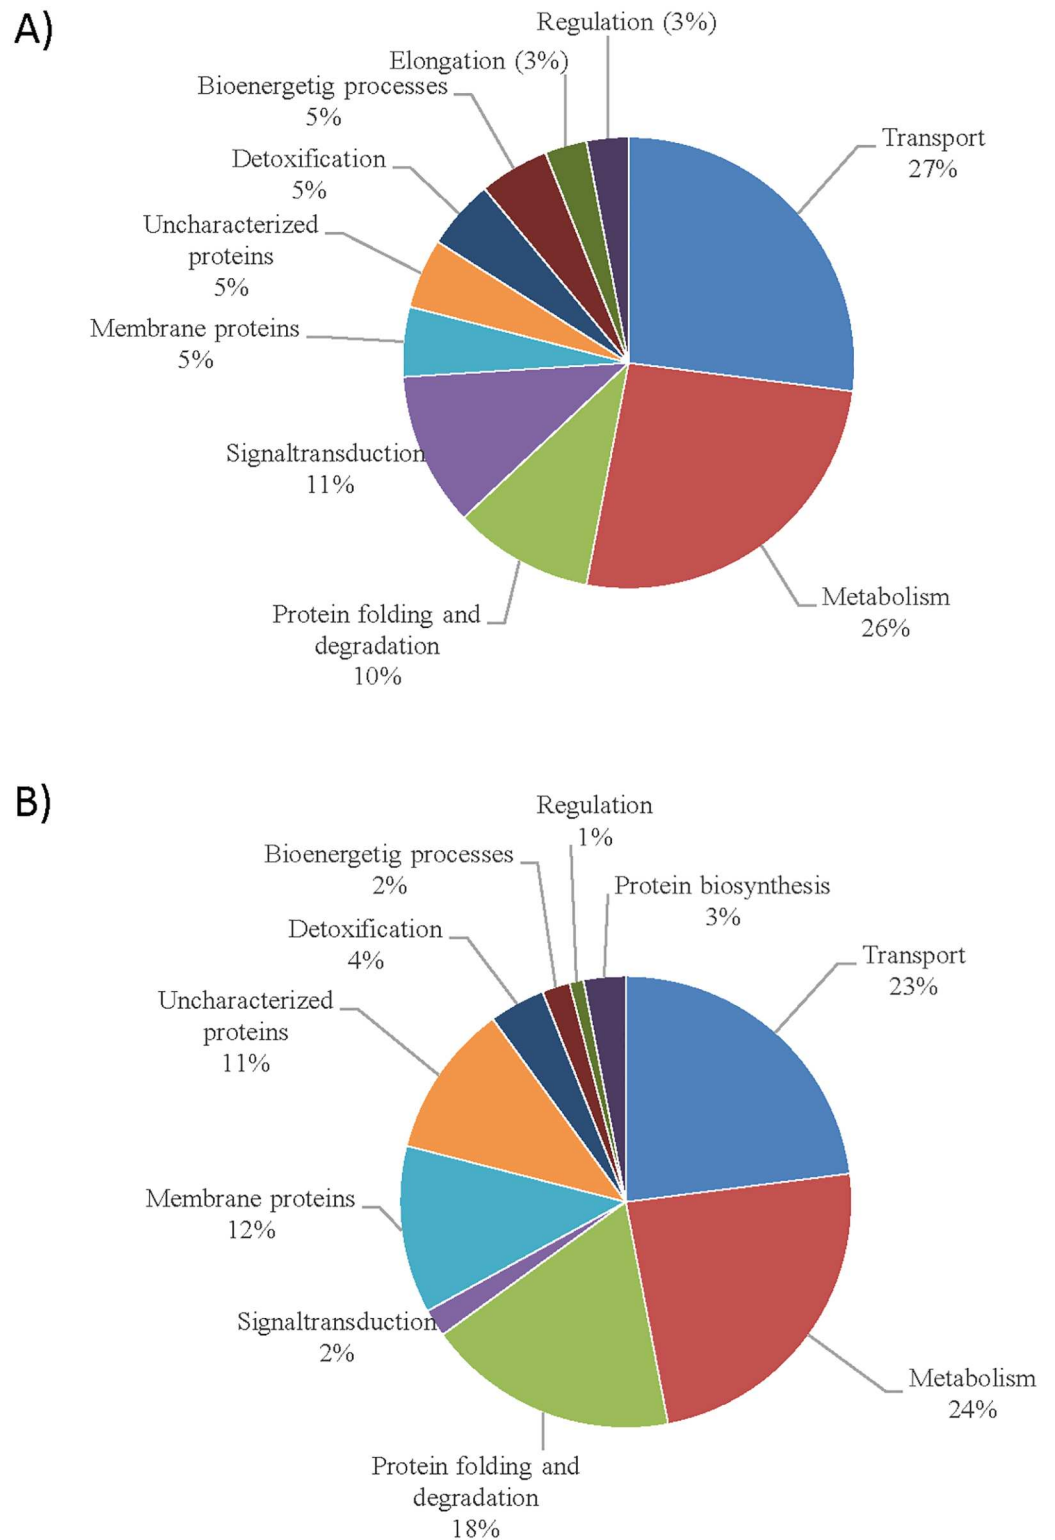 A)
Regulation (3%)
Elongation (3%)
Bioenergetig processes
5%
Transport
27%
Detoxification
5%
Uncharacterized
proteins
5%
Membrane proteins
5%
Signaltransduction
11%
Metabolism
26%
Protein folding and
degradation
10%
B)
Regulation
1%
Bioenergetig processes
2%
Protein biosynthesis
3%
Detoxification
4%
Transport
23%
Uncharacterized
proteins
11%
Membrane proteins
12%
Signaltransduction
2%
Metabolism
24%
Protein folding and
degradation
18%